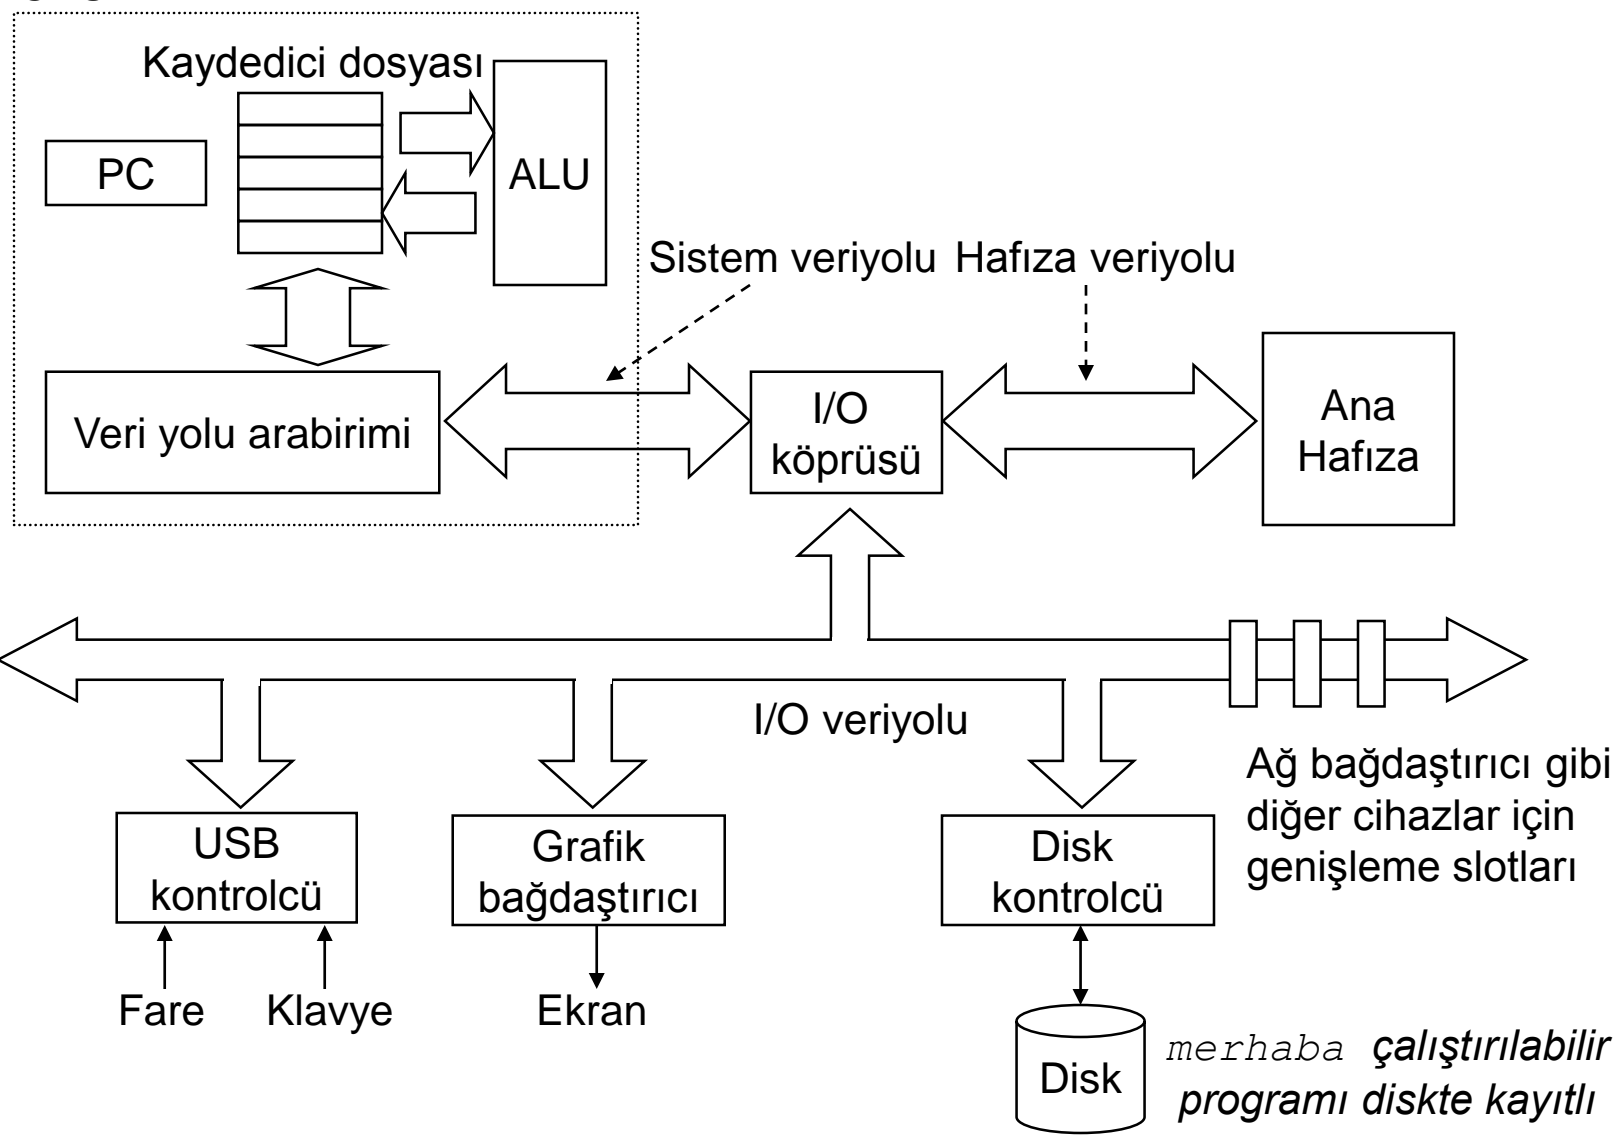 Kaydedici dosyası
PC
ALU
Sistem veriyolu
Hafıza veriyolu
Veri yolu arabirimi
I/O
köprüsü
Ana
Hafıza
I/O veriyolu
Ağ bağdaştırıcı gibi
diğer cihazlar için
genişleme slotları
USB
kontrolcü
Grafik
bağdaştırıcı
Disk
kontrolcü
Fare
Klavye
Ekran
Disk
merhaba çalıştırılabilir
programı diskte kayıtlı